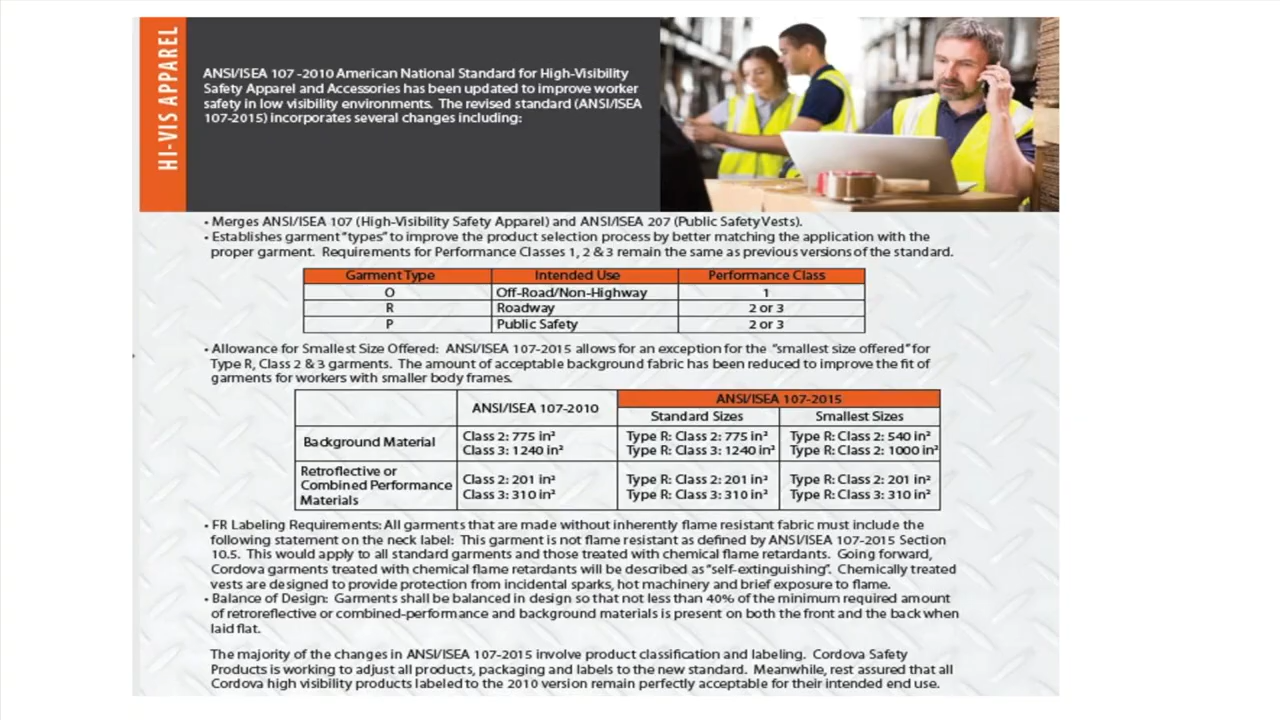 HI-VIS APPAREL
ANSI/ISEA 107 -2010 American National Standard for High-Visibility
Safety Apparel and Accessories has been updated to improve worker
safety in low visibility environments. The revised standard (ANSI/ISEA
107-2015) incorporates several changes including:
• Merges ANSI/ISEA 107 (High-Visibility Safety Apparel) and ANSI/ISEA 207 (Public Safety Vests).
• Establishes garment "types" to improve the product selection process by better matching the application with the
proper garment. Requirements for Performance Classes 1, 2 & 3 remain the same as previous versions of the standard.
Garment Type Intended Use Performance Class
O Off-Road/Non-Highway 1
R Roadway 2 or 3
P Public Safety 2 or 3
• Allowance for Smallest Size Offered: ANSI/ISEA 107-2015 allows for an exception for the "smallest size offered" for
Type R, Class 2 & 3 garments. The amount of acceptable background fabric has been reduced to improve the fit of
garments for workers with smaller body frames.
ANSI/ISEA 107-2010 ANSI/ISEA 107-2015
Standard Sizes Smallest Sizes
Background Material Class 2: 775 in² Type R: Class 2: 775 in² Type R: Class 2: 540 in²
Class 3: 1240 in² Type R: Class 3: 1240 in² Type R: Class 2: 1000 in²
Retroflective or
Combined Performance Class 2: 201 in² Type R: Class 2: 201 in² Type R: Class 2: 201 in²
Materials Class 3: 310 in² Type R: Class 3: 310 in² Type R: Class 3: 310 in²
• FR Labeling Requirements: All garments that are made without inherently flame resistant fabric must include the
following statement on the neck label: This garment is not flame resistant as defined by ANSI/ISEA 107-2015 Section
10.5. This would apply to all standard garments and those treated with chemical flame retardants. Going forward,
Cordova garments treated with chemical flame retardants will be described as "self-extinguishing". Chemically treated
vests are designed to provide protection from incidental sparks, hot machinery and brief exposure to flame.
• Balance of Design: Garments shall be balanced in design so that not less than 40% of the minimum required amount
of retroreflective or combined-performance and background materials is present on both the front and the back when
laid flat.
The majority of the changes in ANSI/ISEA 107-2015 involve product classification and labeling. Cordova Safety
Products is working to adjust all products, packaging and labels to the new standard. Meanwhile, rest assured that all
Cordova high visibility products labeled to the 2010 version remain perfectly acceptable for their intended end use.